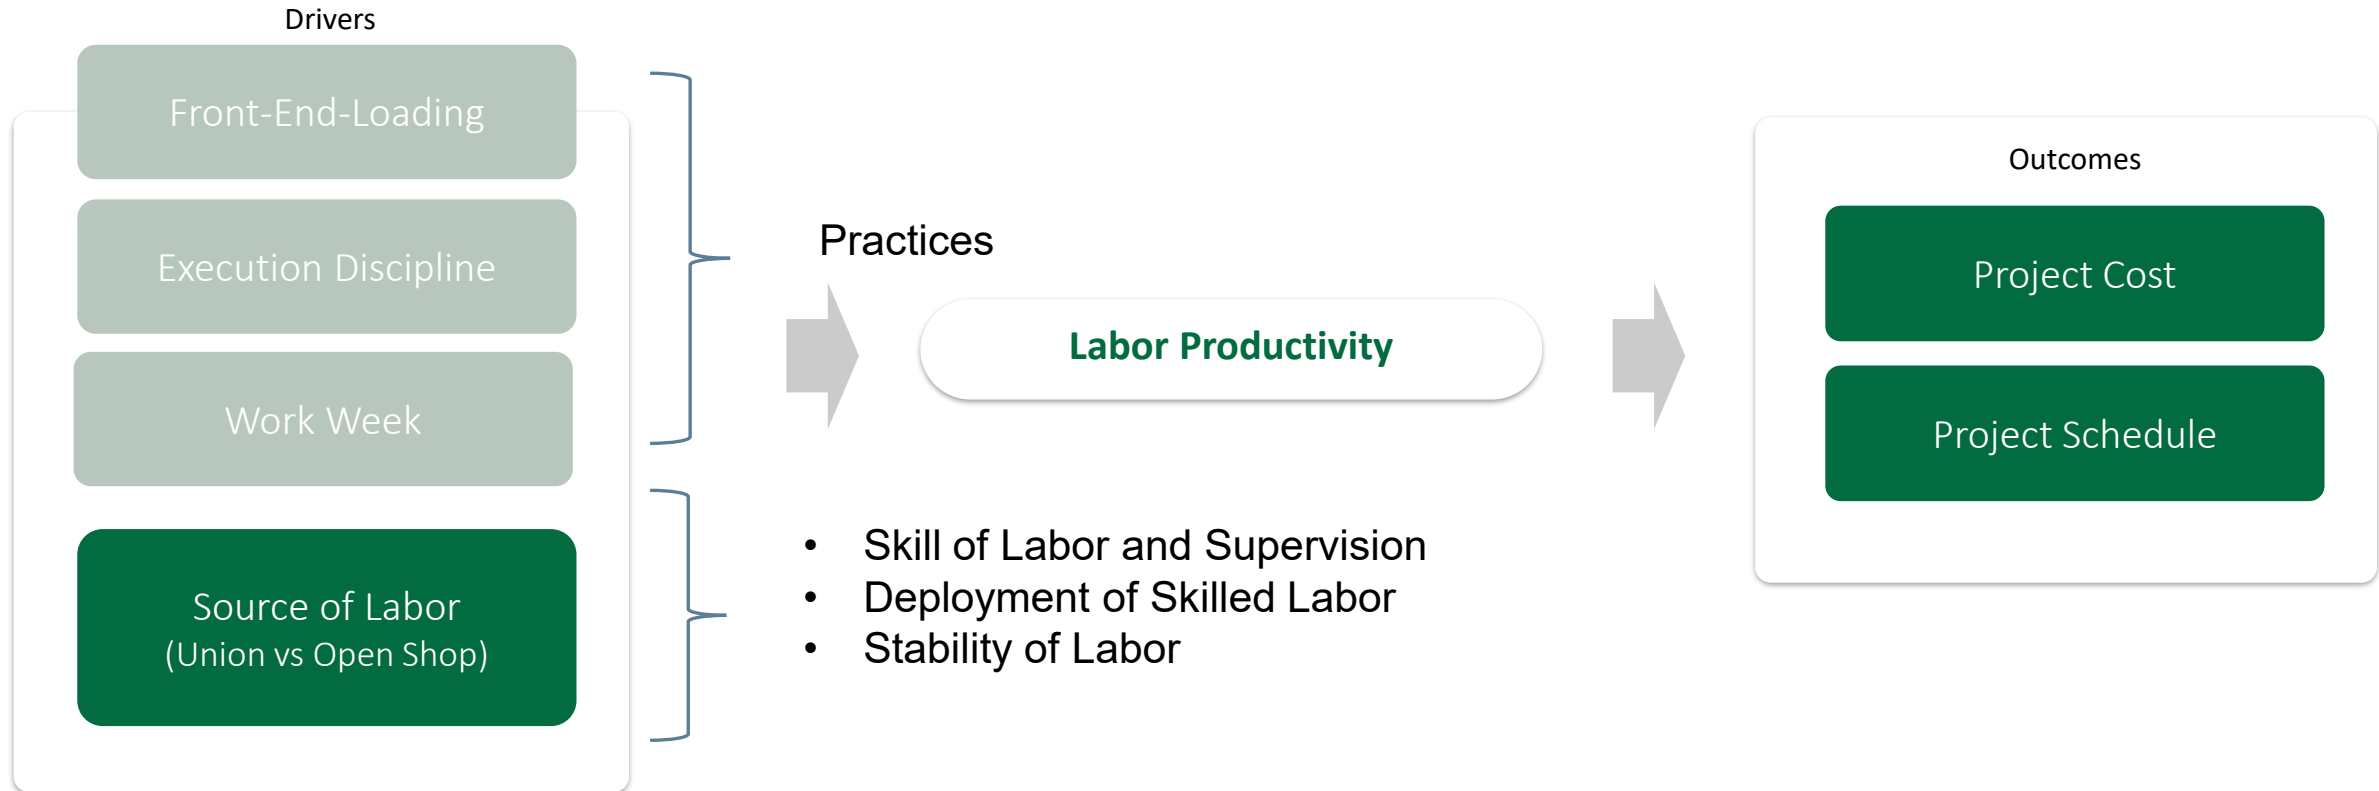 Drivers
Front-End-Loading
Execution Discipline
Work Week
Source of Labor
(Union vs Open Shop)
Practices
Labor Productivity
• Skill of Labor and Supervision
• Deployment of Skilled Labor
• Stability of Labor
Outcomes
Project Cost
Project Schedule